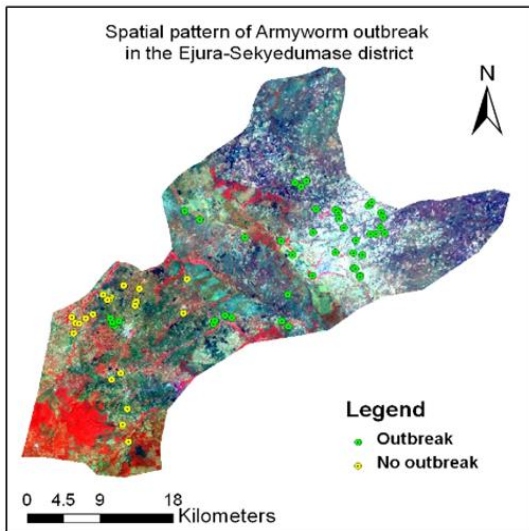 Spatial pattern of Armyworm outbreak
in the Ejura-Sekyedumase district
N
Legend
Outbreak
No outbreak
0 4.5 9 18
Kilometers